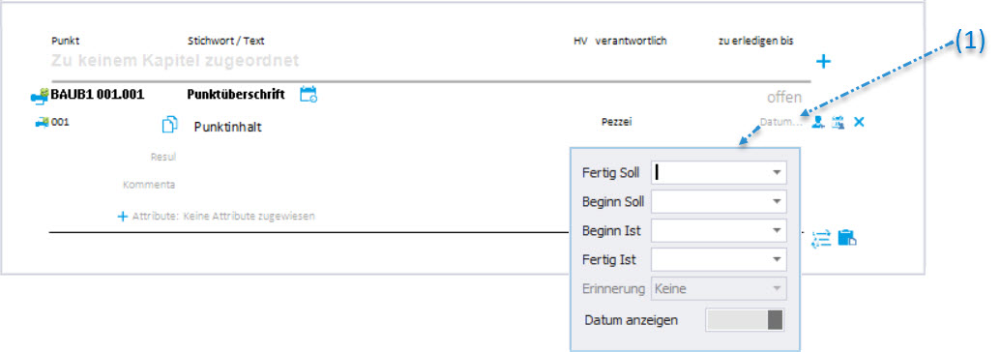 (1)
Punkt Stichwort / Text HV verantwortlich zu erledigen bis
Zu keinem Kapitel zugeordnet
BAUB1 001.001 Punktüberschrift offen
001 Punktinhalt Pezzei Datum...
Resul
Kommenta
Attribute: Keine Attribute zugewiesen
Fertig Soll
Beginn Soll
Beginn Ist
Fertig Ist
Erinnerung Keine
Datum anzeigen